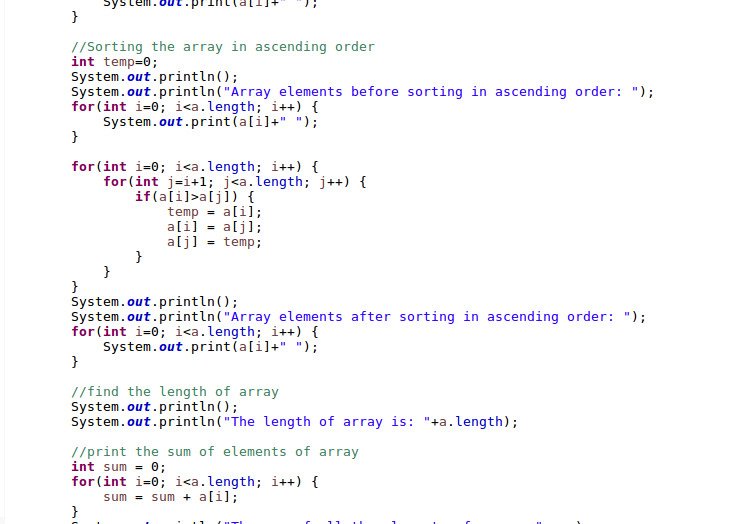 System.out.print(a[i]+" ");
}
//Sorting the array in ascending order
int temp=0;
System.out.println();
System.out.println("Array elements before sorting in ascending order: ");
for(int i=0; i<a.length; i++) {
System.out.print(a[i]+" ");
}
for(int i=0; i<a.length; i++) {
for(int j=i+1; j<a.length; j++) {
if(a[i]>a[j]) {
temp = a[i];
a[i] = a[j];
a[j] = temp;
}
}
}
System.out.println();
System.out.println("Array elements after sorting in ascending order: ");
for(int i=0; i<a.length; i++) {
System.out.print(a[i]+" ");
}
//find the length of array
System.out.println();
System.out.println("The length of array is: "+a.length);
//print the sum of elements of array
int sum = 0;
for(int i=0; i<a.length; i++) {
sum = sum + a[i];
}